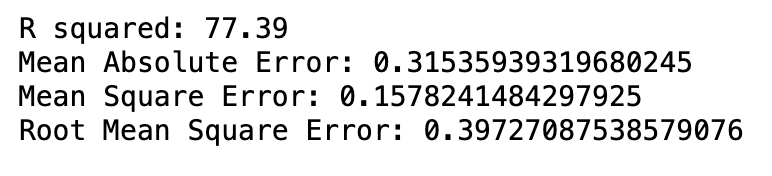 R squared: 77.39
Mean Absolute Error: 0.31535939319680245
Mean Square Error: 0.1578241484297925
Root Mean Square Error: 0.39727087538579076